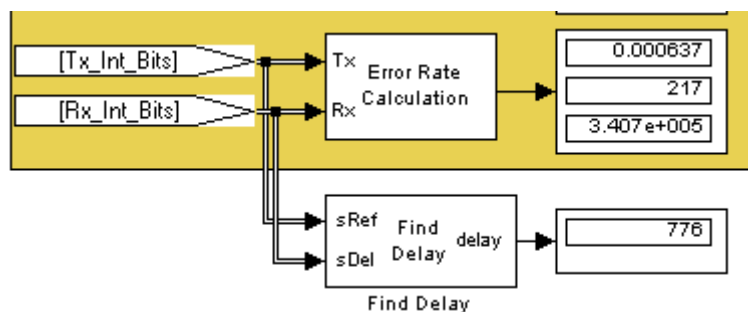 [Tx_Int_Bits]
[Rx_Int_Bits]
Tx
Rx
Error Rate
Calculation
0.000637
217
3.407e+005
sRef
sDel
Find
Delay
delay
776
Find Delay